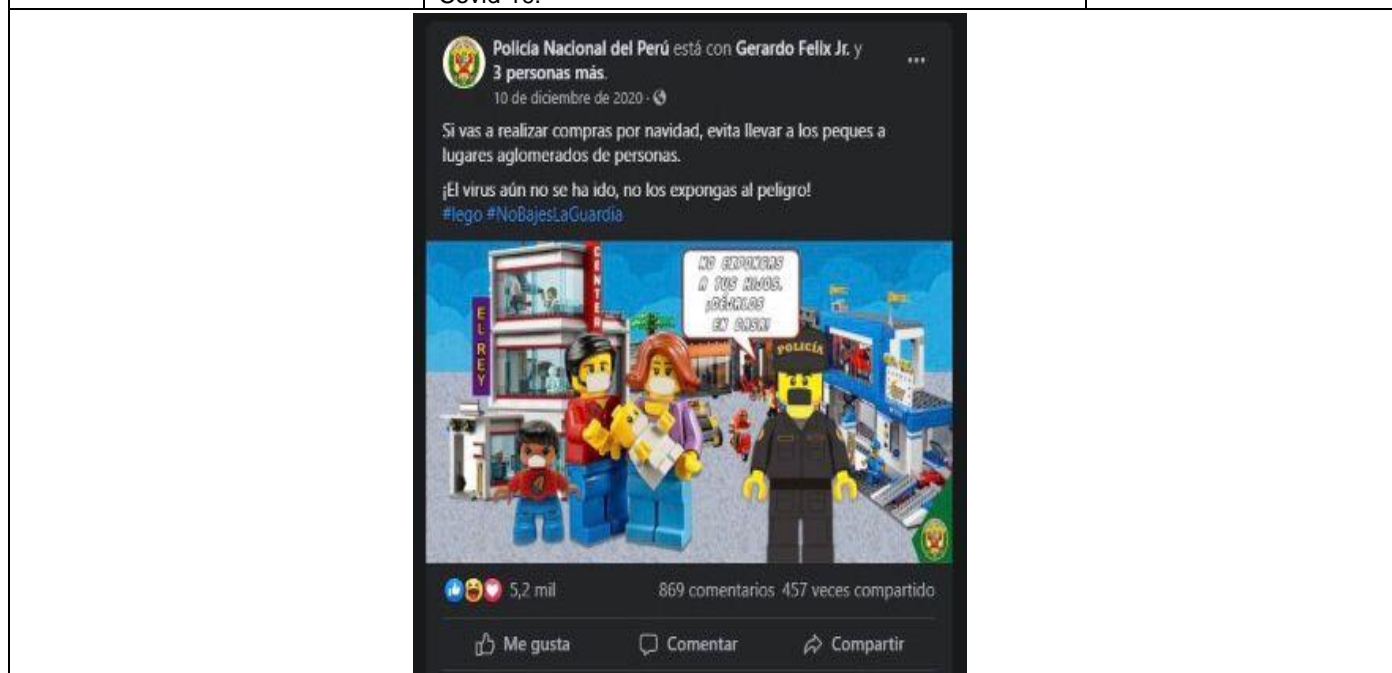 Covid-19.
Policía Nacional del Perú está con Gerardo Felix Jr. y
3 personas más.
10 de diciembre de 2020 ·
Si vas a realizar compras por navidad, evita llevar a los peques a
lugares aglomerados de personas.
¡El virus aún no se ha ido, no los expongas al peligro!
#lego #NoBajesLaGuardia
CENTER
EL REY
NO EXPONGAS
A TUS HIJOS.
¡DÉJALOS
EN CASA!
POLICÍA
5,2 mil
869 comentarios 457 veces compartido
Me gusta
Comentar
Compartir